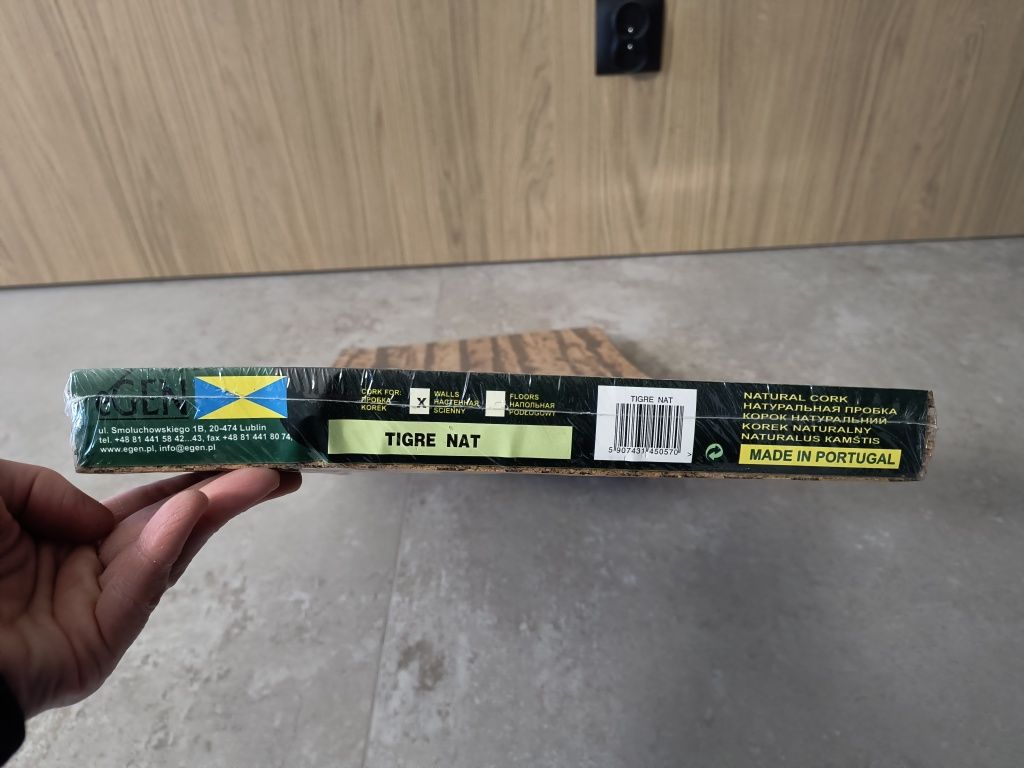 eGEN
ul. Smoluchowskiego 1B, 20-474 Lublin
tel. +48 81 441 58 42...43, fax +48 81 441 80 74,
www.egen.pl, info@egen.pl
CORK FOR:
ПРОБКА
KOREK
X
WALLS
НАСТЕННАЯ
ŚCIENNY
FLOORS
НАПОЛЬНАЯ
PODŁOGOWY
TIGRE NAT
TIGRE NAT
5 907431 450570 >
NATURAL CORK
НАТУРАЛЬНАЯ ПРОБКА
КОРОК НАТУРАЛЬНИЙ
KOREK NATURALNY
NATURALUS KAMŠTIS
MADE IN PORTUGAL